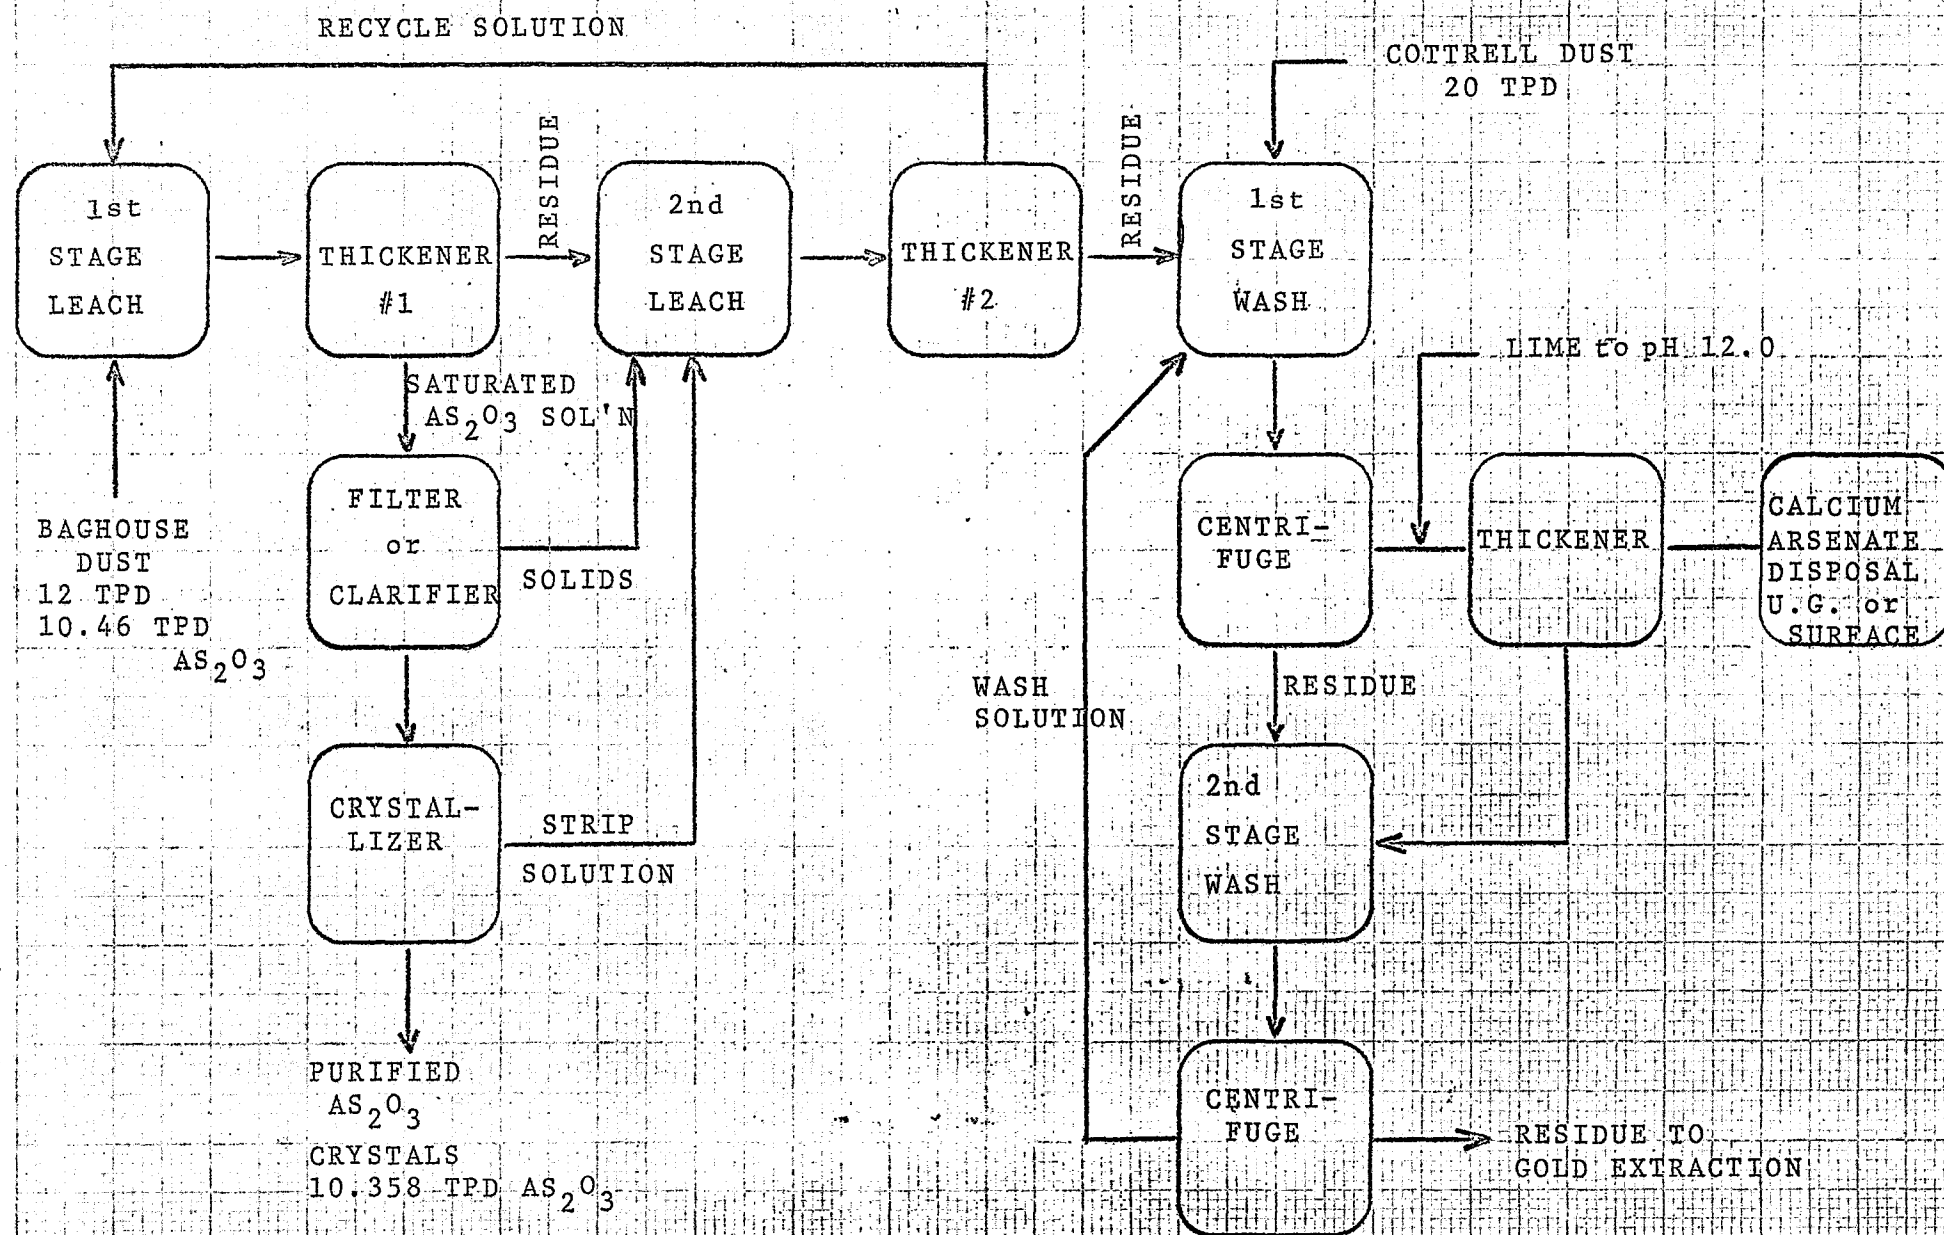 RECYCLE SOLUTION
COTTRELL DUST
20 TPD
1st
STAGE
LEACH
THICKENER
#1
RESIDUE
2nd
STAGE
LEACH
THICKENER
#2
RESIDUE
1st
STAGE
WASH
SATURATED
AS₂O₃ SOL'N
LIME to pH 12.0
BAGHOUSE
DUST
12 TPD
10.46 TPD
AS₂O₃
FILTER
or
CLARIFIER
SOLIDS
CENTRI-
FUGE
THICKENER
CALCIUM
ARSENATE
DISPOSAL
U.G. or
SURFACE
WASH
SOLUTION
RESIDUE
CRYSTAL-
LIZER
STRIP
SOLUTION
2nd
STAGE
WASH
PURIFIED
AS₂O₃
CRYSTALS
10.358 TPD AS₂O₃
CENTRI-
FUGE
RESIDUE TO
GOLD EXTRACTION